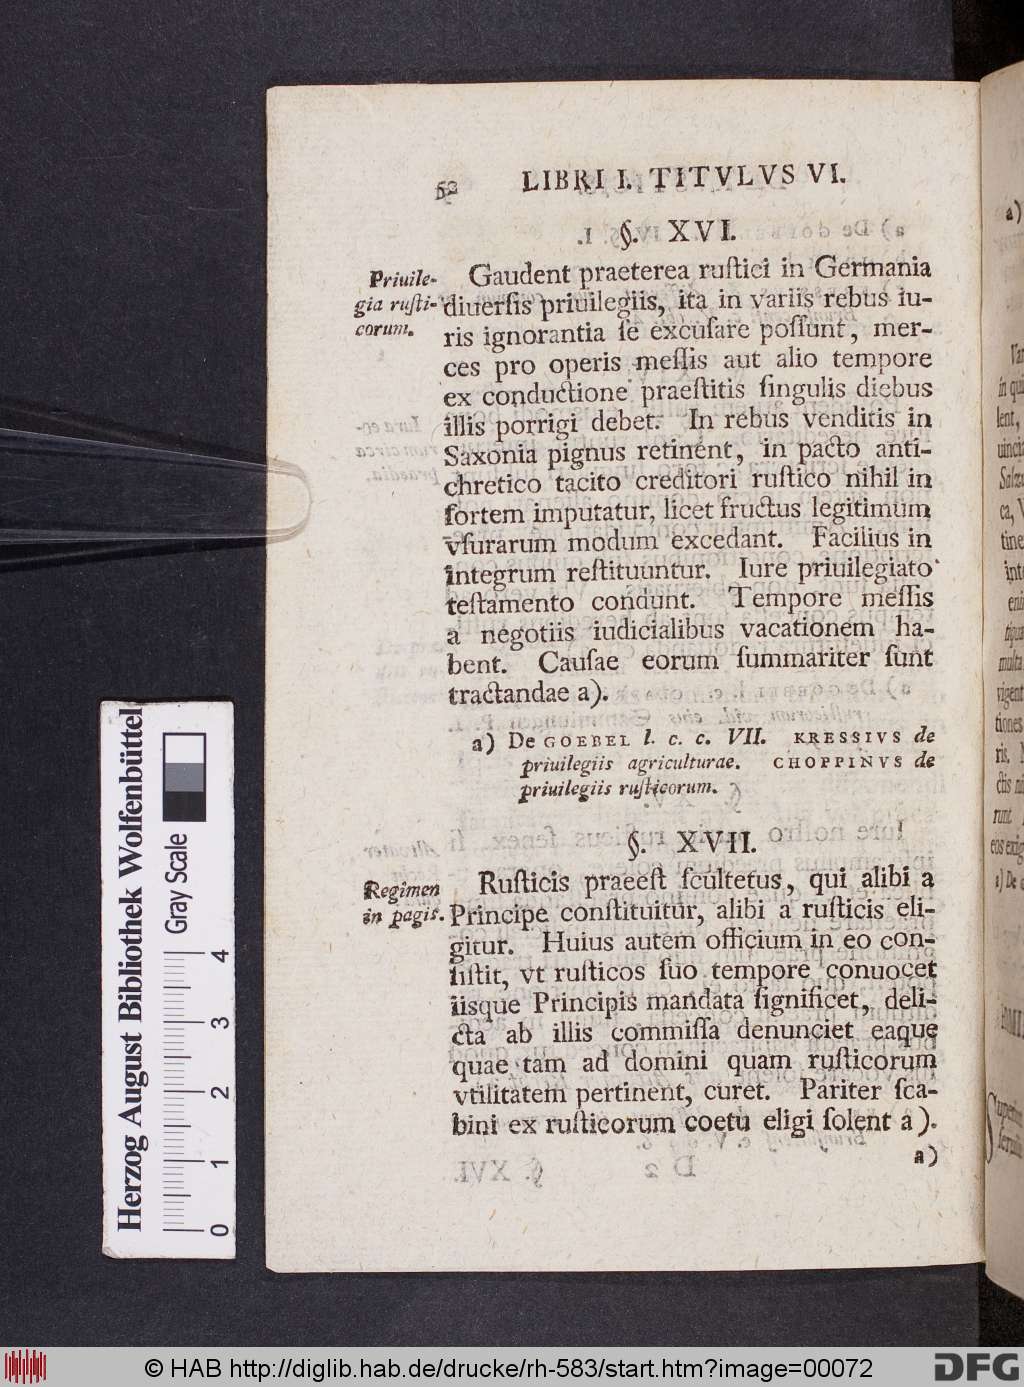 52 LIBRI I. TITVLVS VI.
§. XVI.
Priuile-
gia rusti-
corum.
Gaudent praeterea rustici in Germania
diuersis priuilegiis, ita in variis rebus iu-
ris ignorantia se excusare possunt, mer-
ces pro operis messis aut alio tempore
ex conductione praestitis singulis diebus
illis porrigi debet. In rebus venditis in
Saxonia pignus retinent, in pacto anti-
chretico tacito creditori rustico nihil in
sortem imputatur, licet fructus legitimum
vsurarum modum excedant. Facilius in
integrum restituuntur. Iure priuilegiato
testamento condunt. Tempore messis
a negotiis iudicialibus vacationem ha-
bent. Causae eorum summariter sunt
tractandae a).
a) De GOEBEL l. c. c. VII. KRESSIVS de
priuilegiis agriculturae. CHOPPINVS de
priuilegiis rusticorum.
§. XVII.
Regimen
in pagis.
Rusticis praeest scultetus, qui alibi a
Principe constituitur, alibi a rusticis eli-
gitur. Huius autem officium in eo con-
sistit, vt rusticos suo tempore conuocet
iisque Principis mandata significet, deli-
cta ab illis commissa denunciet eaque
quae tam ad domini quam rusticorum
vtilitatem pertinent, curet. Pariter sca-
bini ex rusticorum coetu eligi solent a).
a)
Herzog August Bibliothek Wolfenbüttel
Gray Scale
0 1 2 3 4
© HAB http://diglib.hab.de/drucke/rh-583/start.htm?image=00072
DFG